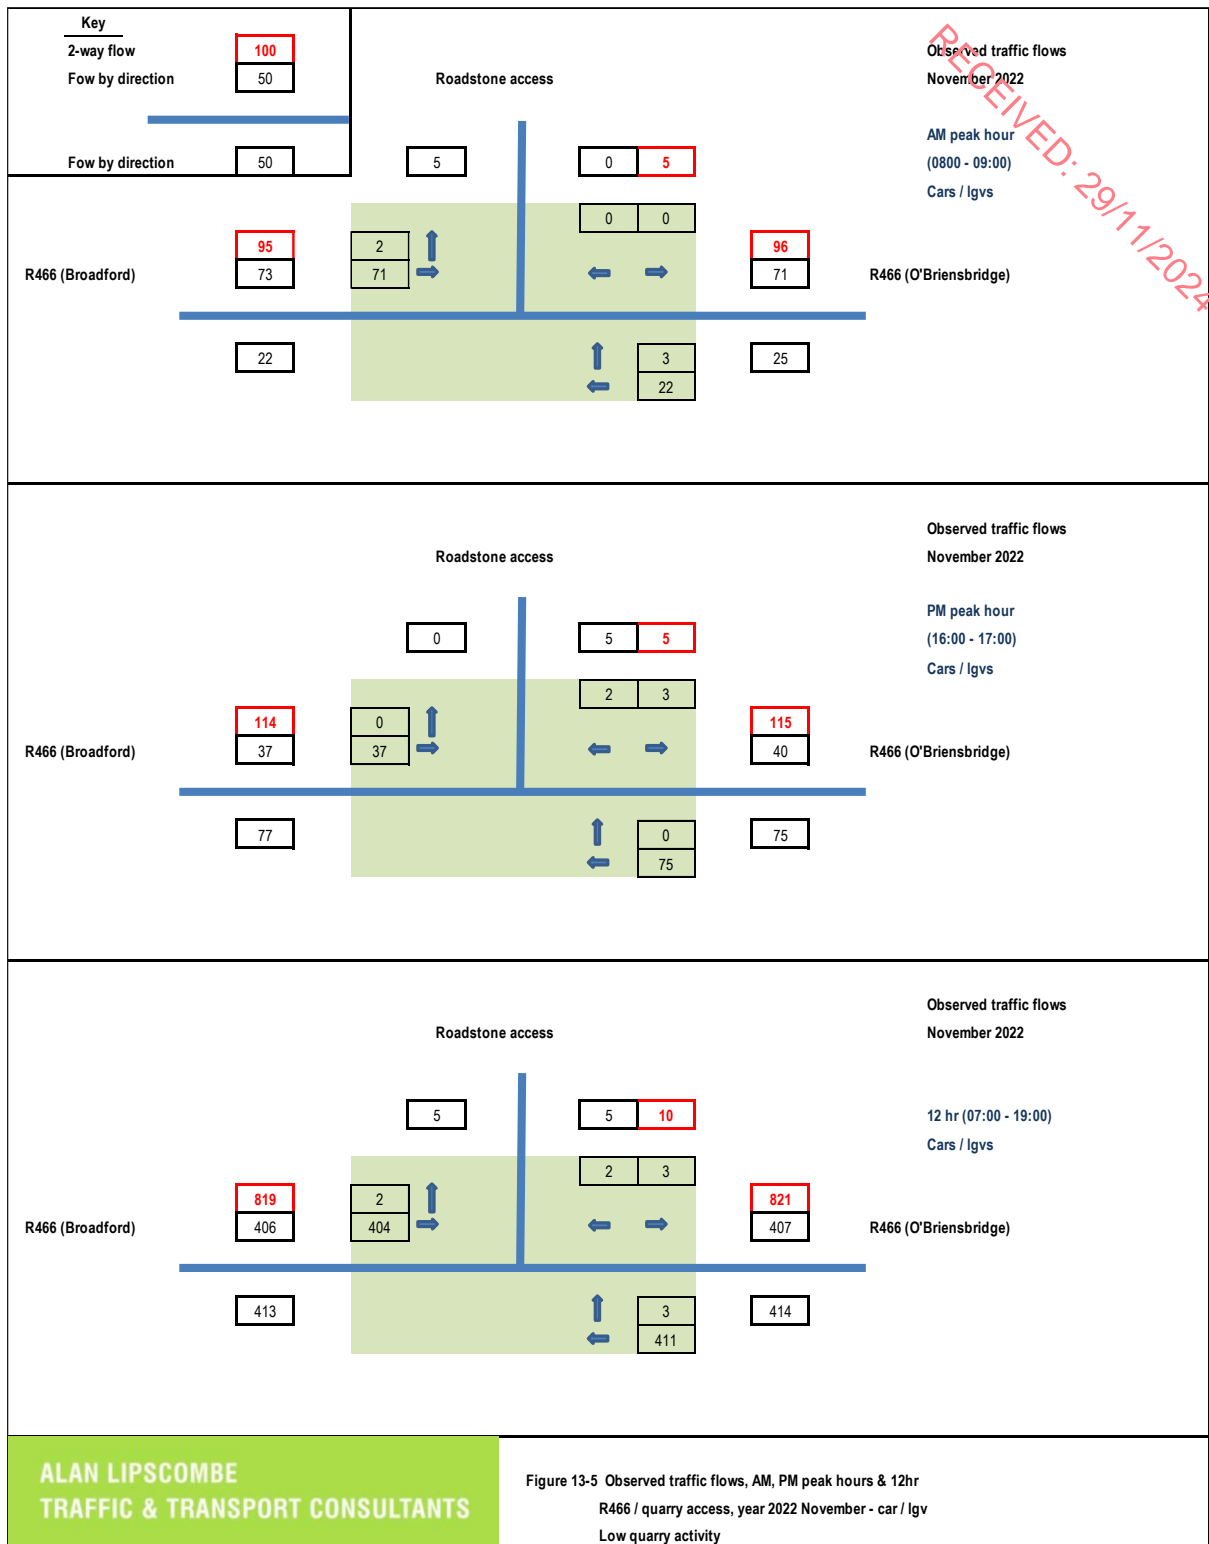 Key
2-way flow 100
Fow by direction 50
Fow by direction 50
Roadstone access
Observed traffic flows
November 2022
AM peak hour
(0800 - 09:00)
Cars / lgvs
RECEIVED: 29/11/2024
5 0 5
0 0
95 2 96
R466 (Broadford) 73 71 71 R466 (O'Briensbridge)
22 3 25
22
Observed traffic flows
Roadstone access November 2022
PM peak hour
0 5 5 (16:00 - 17:00)
Cars / lgvs
2 3
114 0 115
R466 (Broadford) 37 37 40 R466 (O'Briensbridge)
77 0 75
75
Observed traffic flows
Roadstone access November 2022
5 5 10 12 hr (07:00 - 19:00)
Cars / lgvs
2 3
819 2 821
R466 (Broadford) 406 404 407 R466 (O'Briensbridge)
413 3 414
411
ALAN LIPSCOMBE
TRAFFIC & TRANSPORT CONSULTANTS
Figure 13-5 Observed traffic flows, AM, PM peak hours & 12hr
R466 / quarry access, year 2022 November - car / lgv
Low quarry activity